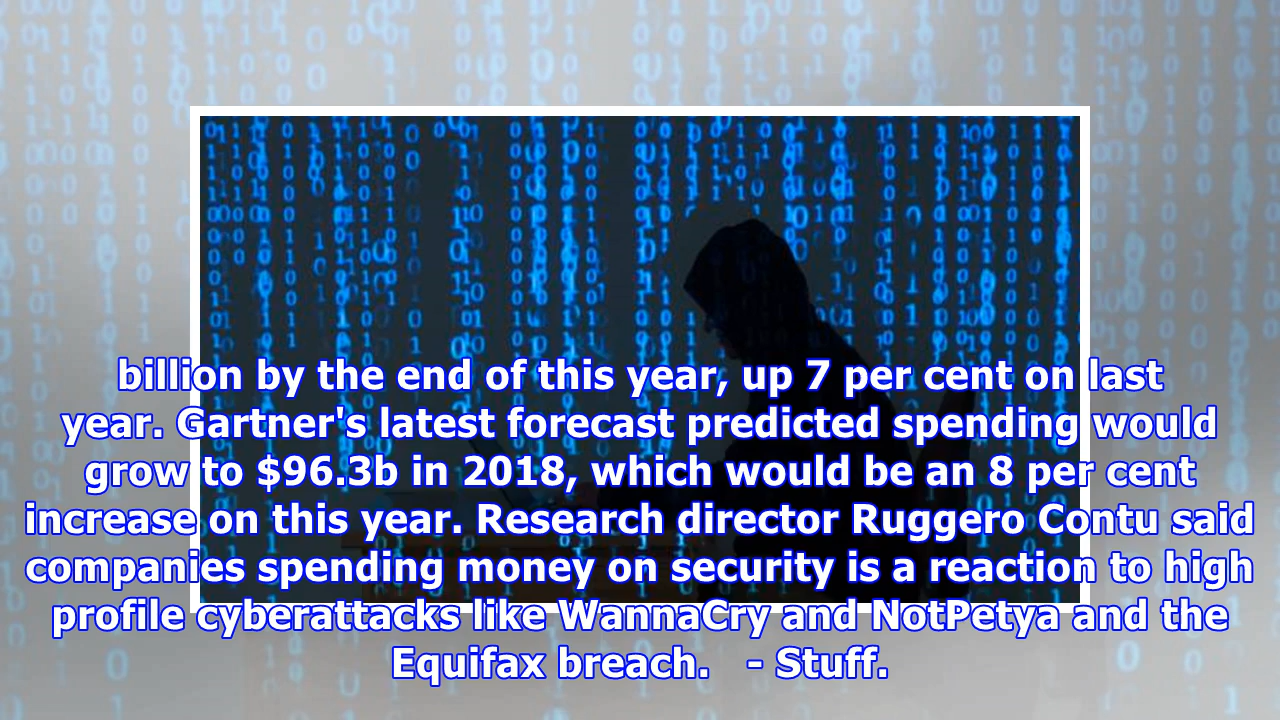 billion by the end of this year, up 7 per cent on last
year. Gartner's latest forecast predicted spending would
grow to $96.3b in 2018, which would be an 8 per cent
increase on this year. Research director Ruggero Contu said
companies spending money on security is a reaction to high
profile cyberattacks like WannaCry and NotPetya and the
Equifax breach.   - Stuff.